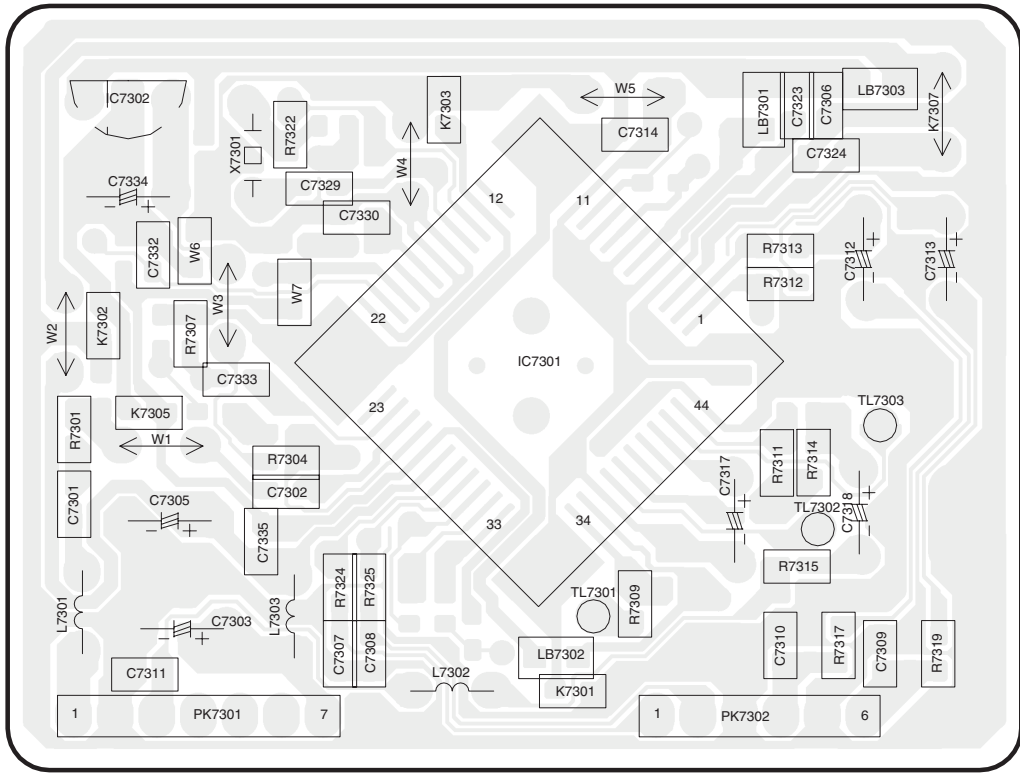 IC7302
X7301
R7322
K7303
W5
C7314
LB7301
C7323
C7306
LB7303
K7307
C7324
C7334
- +
C7329
C7330
W4
12
11
C7332
W6
W3
W7
R7313
R7312
C7312
+
-
C7313
+
-
W2
K7302
R7307
C7333
22
1
IC7301
23
44
TL7303
R7301
K7305
W1
R7304
C7302
C7301
C7305
- +
C7335
33
34
C7317
+
-
R7311
R7314
TL7302
C7318
+
-
R7315
L7301
C7303
- +
L7303
R7324
R7325
TL7301
R7309
C7311
C7307
C7308
L7302
LB7302
K7301
C7310
R7317
C7309
R7319
1 PK7301 7
1 PK7302 6